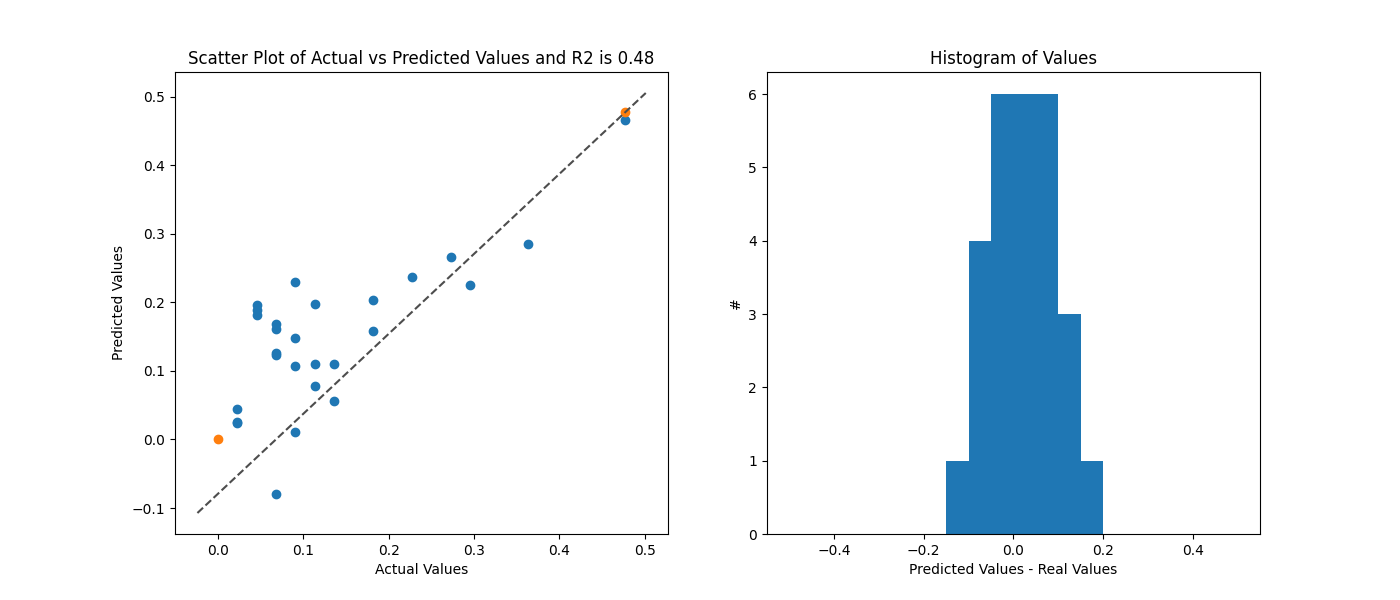 Scatter Plot of Actual vs Predicted Values and R2 is 0.48
0.5
0.4
0.3
0.2
0.1
0.0
−0.1
Predicted Values
0.0 0.1 0.2 0.3 0.4 0.5
Actual Values
Histogram of Values
6
5
4
3
2
1
0
#
−0.4 −0.2 0.0 0.2 0.4
Predicted Values - Real Values